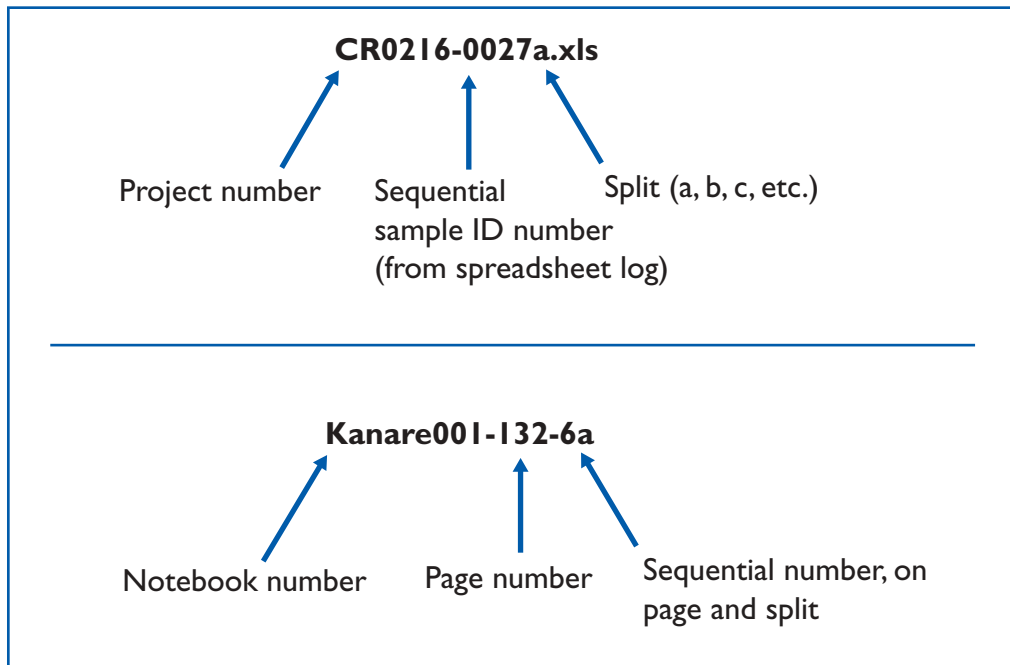 CR0216-0027a.xls
Project number
Sequential
sample ID number
(from spreadsheet log)
Split (a, b, c, etc.)
Kanare001-132-6a
Notebook number
Page number
Sequential number, on
page and split